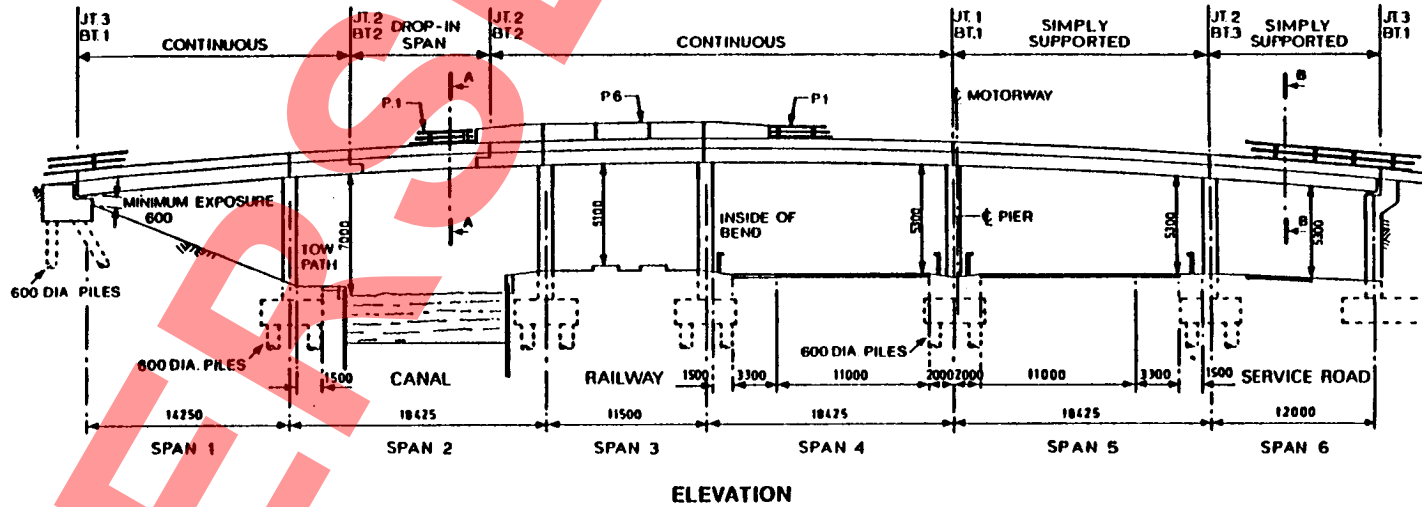 JT. 3
BT. 1
CONTINUOUS
JT. 2
BT2
DROP-IN
SPAN
JT. 2
BT. 2
CONTINUOUS
JT. 1
BT.1
SIMPLY
SUPPORTED
JT. 2
BT. 3
SIMPLY
SUPPORTED
JT. 3
BT. 1
A
B
P.1
P6
P1
℄ MOTORWAY
MINIMUM EXPOSURE
600
7000
A
5100
INSIDE OF
BEND
5300
℄ PIER
5300
B
5300
TOW
PATH
600 DIA PILES
600 DIA. PILES
600 DIA. PILES
1500
CANAL
RAILWAY
1900
3300
11000
2000
2000
11000
3300
1500
SERVICE ROAD
14250
18425
11500
18425
18425
12000
SPAN 1
SPAN 2
SPAN 3
SPAN 4
SPAN 5
SPAN 6
ELEVATION